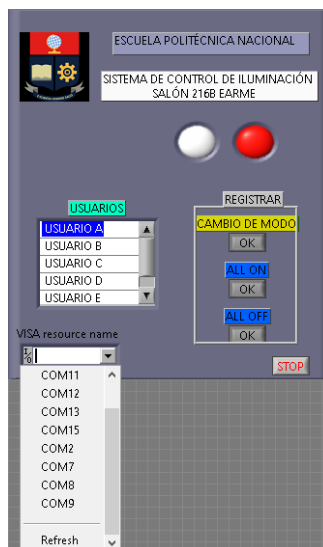 ESCUELA POLITÉCNICA NACIONAL
SISTEMA DE CONTROL DE ILUMINACIÓN
SALÓN 216B EARME
USUARIOS
USUARIO A
USUARIO B
USUARIO C
USUARIO D
USUARIO E
REGISTRAR
CAMBIO DE MODO
OK
ALL ON
OK
ALL OFF
OK
STOP
VISA resource name
COM11
COM12
COM13
COM15
COM2
COM7
COM8
COM9
Refresh